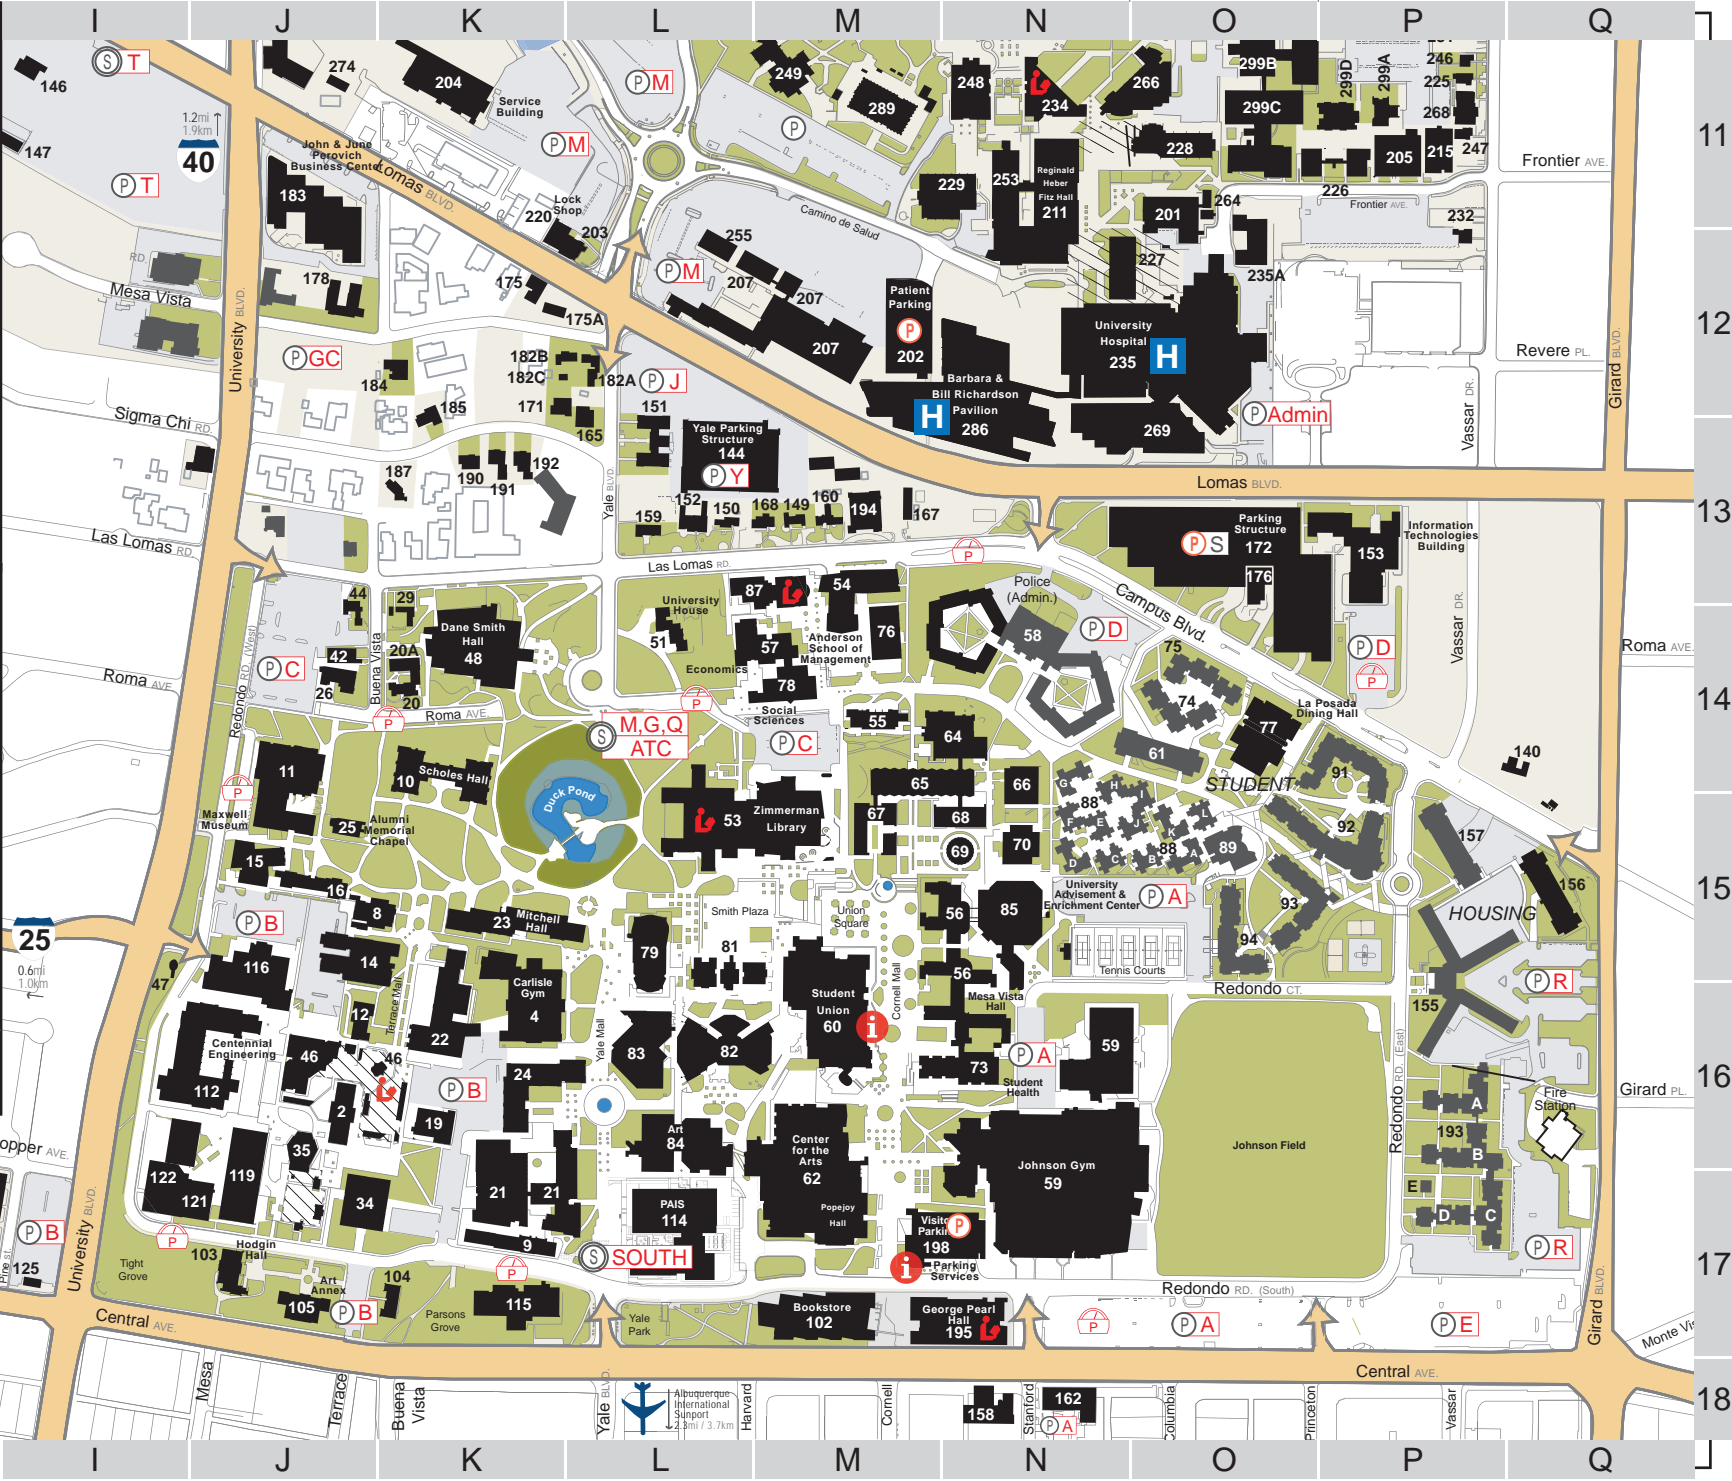 I J K L M N O P Q
S T
146
147
P T
1.2mi
1.9km
40
274
204
Service
Building
P M
P M
John & June
Perovich
Business Center
183
Lomas BLVD.
220
Lock
Shop
203
249
289
P
248
234
266
299B
299C
299D
299A
246
225
268
11
228
205
215
247
226
Frontier AVE.
Frontier AVE.
229
253
Reginald
Heber
Fitz Hall
211
201
264
232
Camino de Salud
RD.
Mesa Vista
178
175
175A
255
207
207
P M
Patient
Parking
P
202
207
227
235A
University
Hospital
235
H
12
University BLVD.
P GC
184
185
182B
182C
182A
171
165
P J
151
Barbara &
Bill Richardson
Pavilion
286
H
269
P Admin
Revere PL.
Girard BLVD.
Vassar DR.
Sigma Chi RD.
187
190
191
192
Yale BLVD.
Yale Parking
Structure
144
P Y
152
150
168
149
160
194
167
159
Lomas BLVD.
13
Las Lomas RD.
Las Lomas RD.
P
P S
Parking
Structure
172
176
153
Information
Technologies
Building
44
29
Dane Smith
Hall
48
University
House
51
87
54
57
76
Anderson
School of
Management
Economics
78
Police
(Admin.)
58
P D
Campus Blvd.
P D
P
Vassar DR.
Roma AVE.
Roma AVE.
P C
42
26
20A
20
Buena Vista
Redondo RD. (West)
Roma AVE.
P
P
Social
Sciences
S M,G,Q
ATC
P C
55
64
75
74
77
La Posada
Dining Hall
14
61
STUDENT
91
140
11
10
Scholes Hall
P
Maxwell
Museum
25
Alumni
Memorial
Chapel
Duck Pond
53
Zimmerman
Library
65
66
67
68
69
70
G
H
I
88
F
E
J
K
L
D
C
B
88
A
89
92
157
15
16
8
23
Mitchell
Hall
Smith Plaza
Union
Square
56
85
University
Advisement &
Enrichment Center
P A
93
94
156
15
HOUSING
P B
25
0.6mi
1.0km
47
116
14
12
Terrace Mall
Carlisle
Gym
4
79
81
Student
Union
60
i
Cornell Mall
56
Mesa Vista
Hall
Tennis Courts
Redondo CT.
155
P R
Centennial
Engineering
112
46
46
22
24
P B
2
19
Yale Mall
83
82
73
P A
Student
Health
59
Redondo RD. (East)
A
193
B
E
D
C
Fire
Station
Girard PL.
16
Johnson Field
opper AVE.
122
121
119
35
34
21
21
9
Art
84
Center
for the
Arts
62
Popejoy
Hall
Johnson Gym
59
PAIS
114
P B
Pine st.
125
University BLVD.
P
103
Hodgin
Hall
Tight
Grove
Art
Annex
105
P B
104
Parsons
Grove
P
115
S SOUTH
Yale
Park
P
198
i
Parking
Services
Bookstore
102
George Pearl
Hall
195
P
P A
Redondo RD. (South)
P E
P R
Girard BLVD.
17
Central AVE.
Central AVE.
Mesa
Terrace
Buena
Vista
Yale BLVD.
Albuquerque
International
Sunport
2.3mi / 3.7km
Harvard
Cornell
158
Stanford
162
P A
Columbia
Princeton
Vassar
18
I J K L M N O P Q